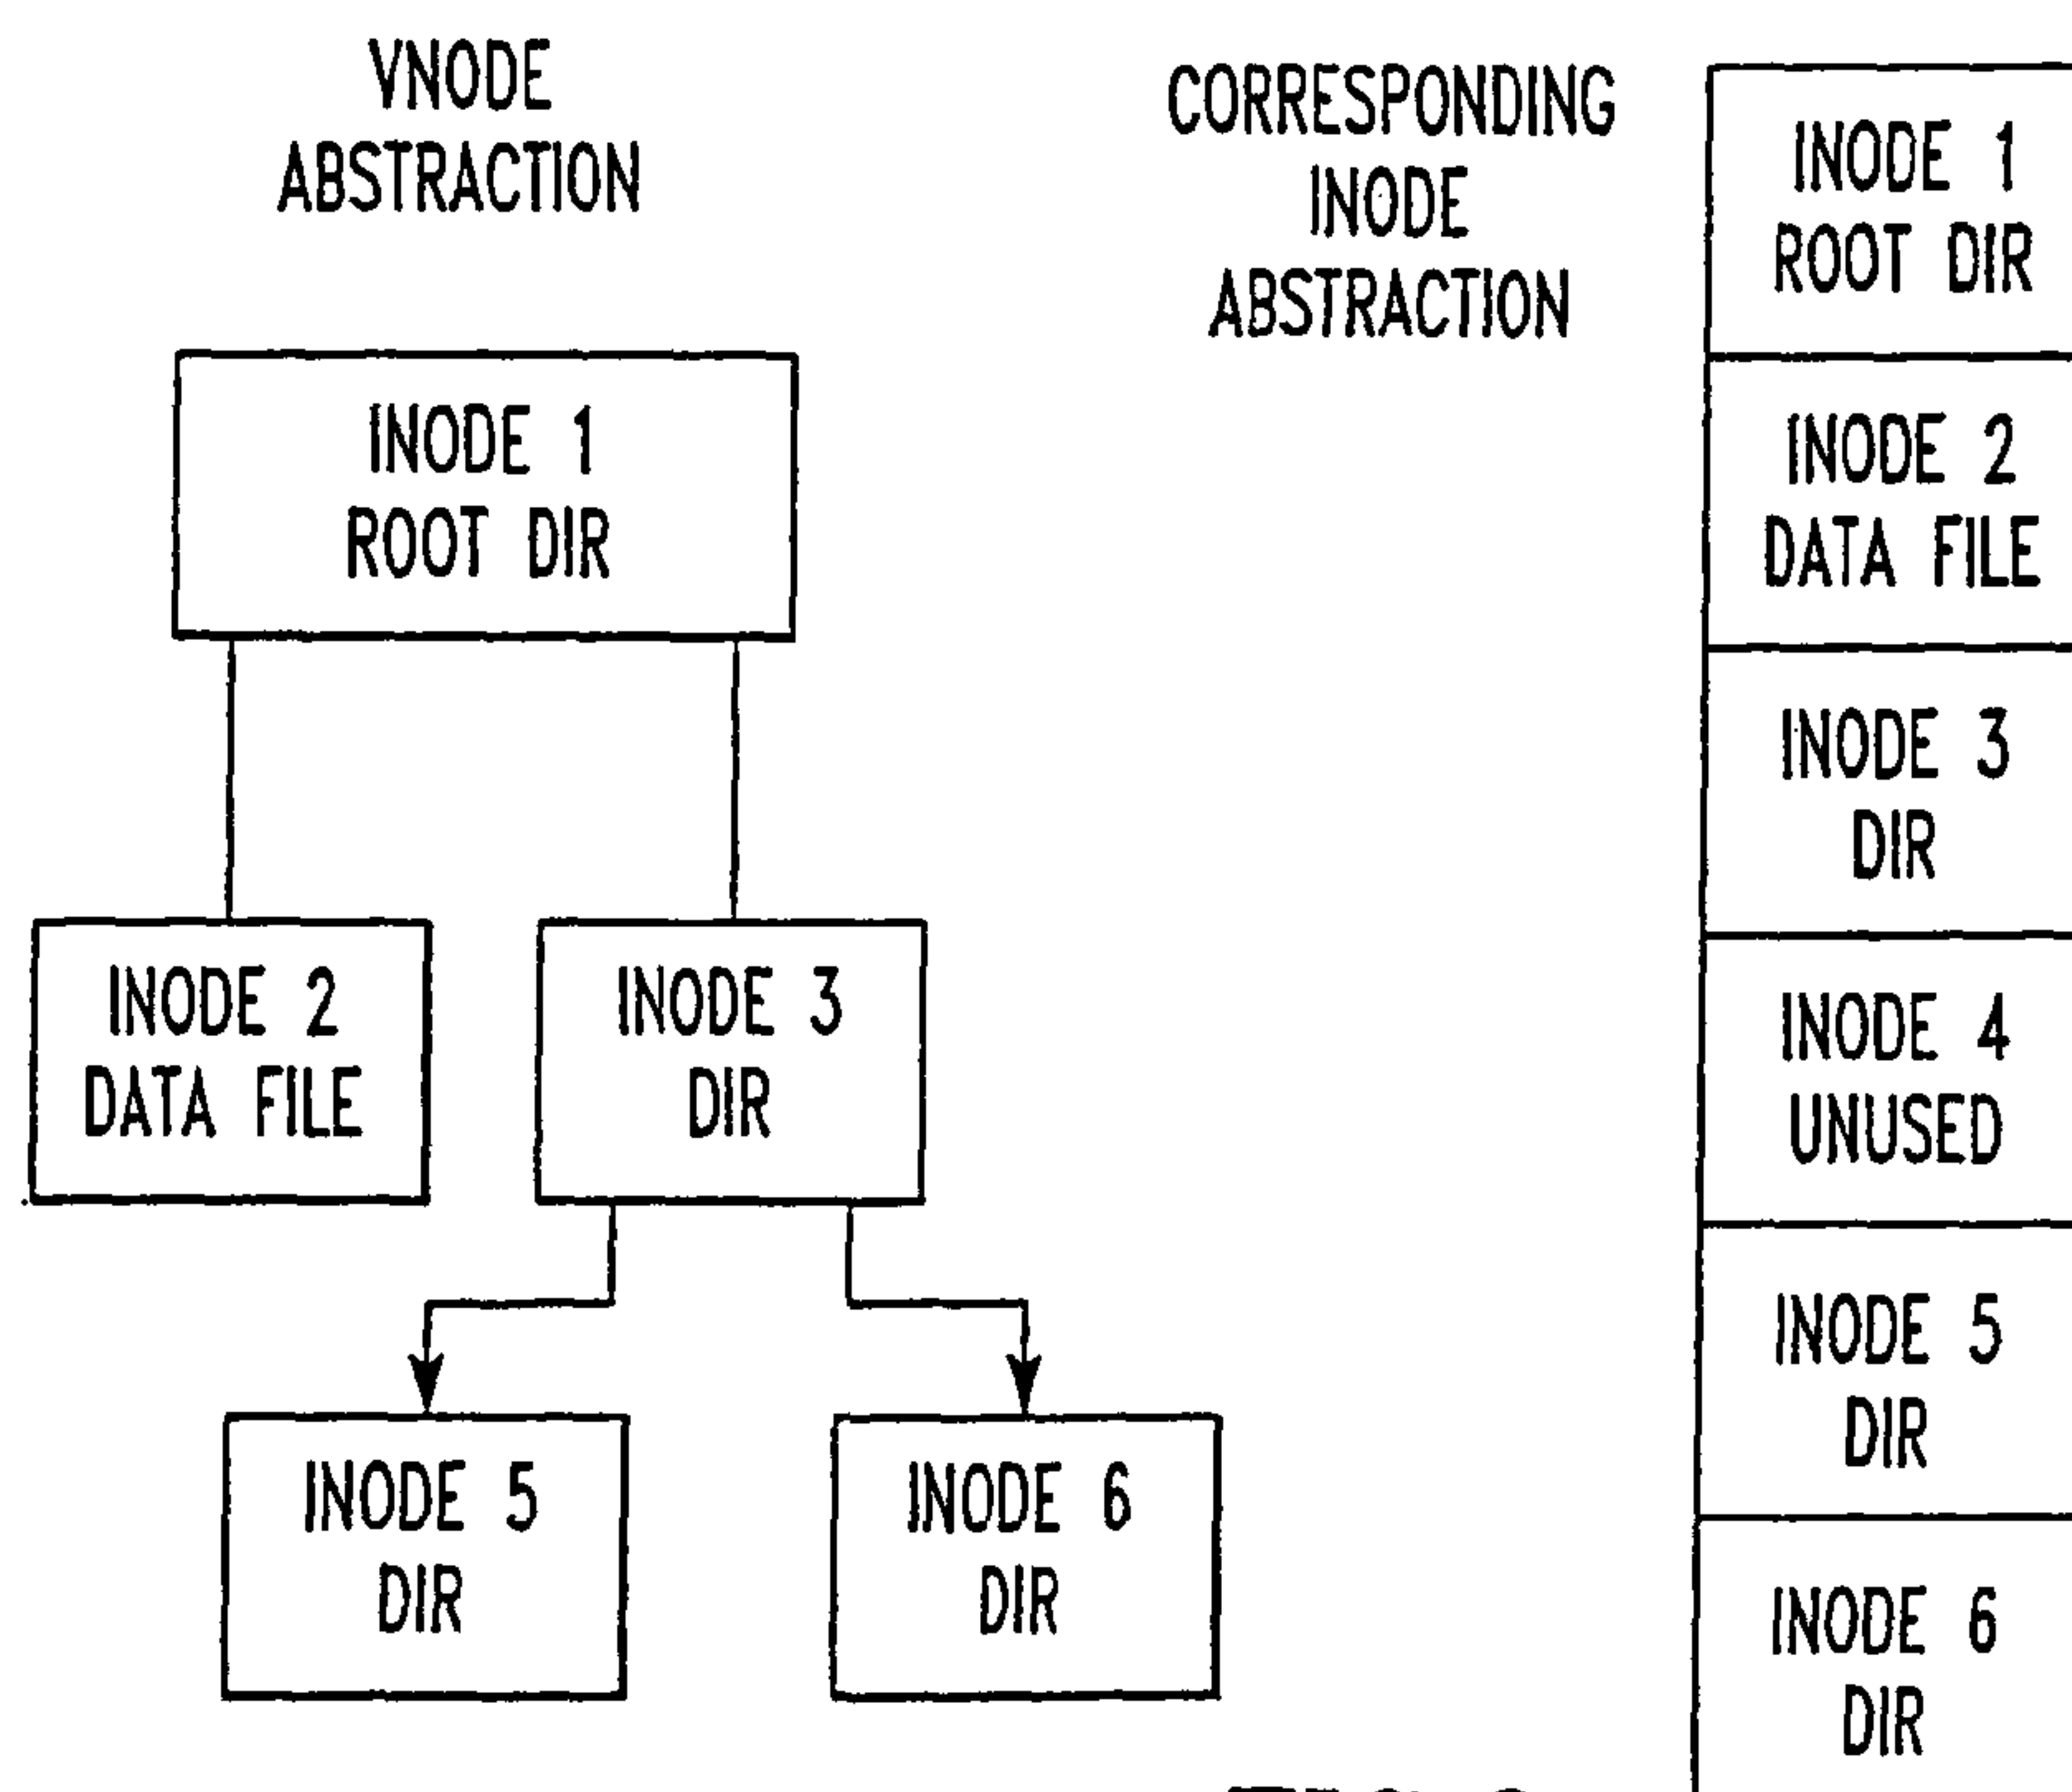 VNODE
ABSTRACTION
INODE 1
ROOT DIR
INODE 2
DATA FILE
INODE 3
DIR
INODE 5
DIR
INODE 6
DIR
CORRESPONDING
INODE
ABSTRACTION
INODE 1
ROOT DIR
INODE 2
DATA FILE
INODE 3
DIR
INODE 4
UNUSED
INODE 5
DIR
INODE 6
DIR